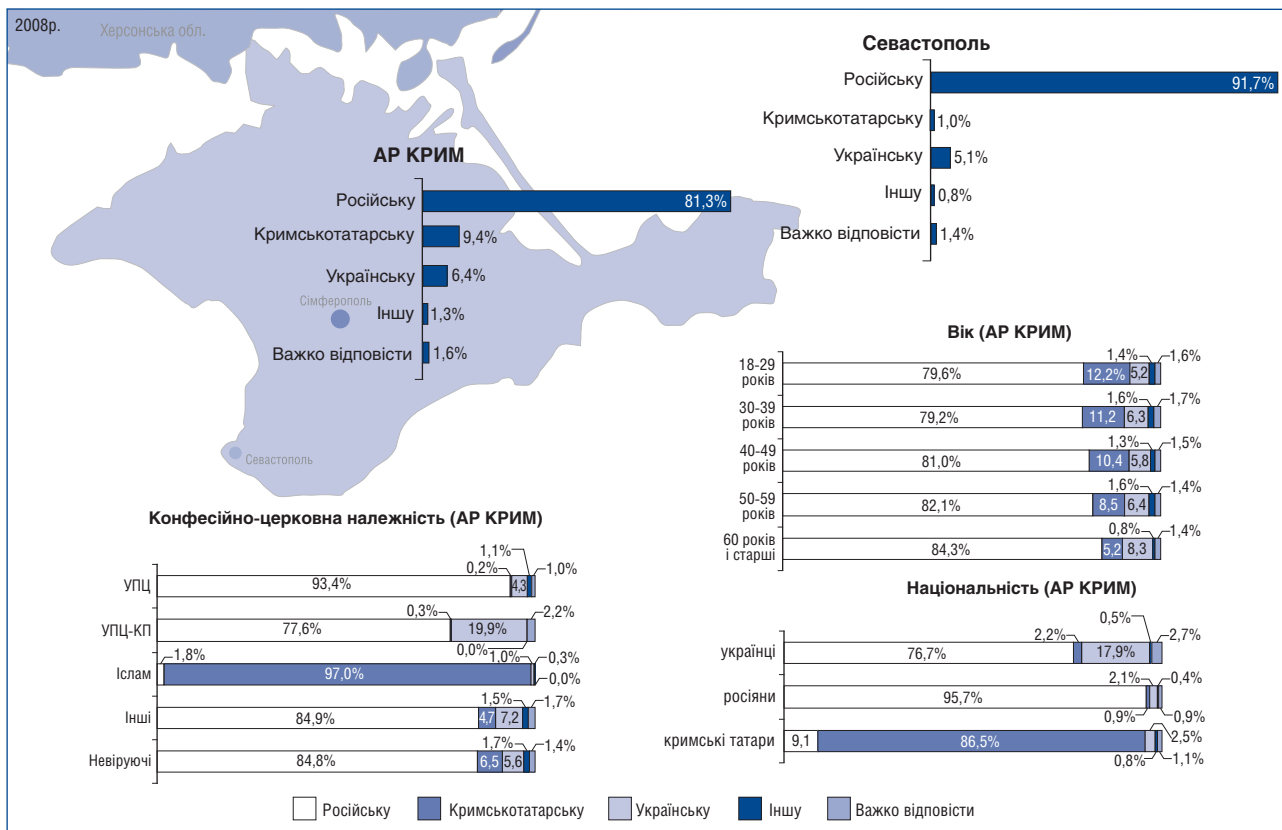 2008р.
Херсонська обл.
Севастополь
Російську 91,7%
Кримськотатарську 1,0%
Українську 5,1%
Іншу 0,8%
Важко відповісти 1,4%
АР КРИМ
Російську 81,3%
Кримськотатарську 9,4%
Українську 6,4%
Іншу 1,3%
Важко відповісти 1,6%
Сімферополь
Севастополь
Вік (АР КРИМ)
1,4% 1,6%
18-29
років
79,6% 12,2% 5,2
1,6% 1,7%
30-39
років
79,2% 11,2 6,3
1,3% 1,5%
40-49
років
81,0% 10,4 5,8
1,6% 1,4%
50-59
років
82,1% 8,5 6,4
0,8% 1,4%
60 років
і старші
84,3% 5,2 8,3
Конфесійно-церковна належність (АР КРИМ)
1,1%
0,2% 1,0%
УПЦ 93,4% 4,3
0,3% 2,2%
УПЦ-КП 77,6% 19,9%
0,0%
1,8% 1,0% 0,3%
Іслам 97,0% 0,0%
1,5% 1,7%
Інші 84,9% 4,7 7,2
1,7% 1,4%
Невіруючі 84,8% 6,5 5,6
Національність (АР КРИМ)
0,5%
2,2% 2,7%
українці 76,7% 17,9%
2,1% 0,4%
росіяни 95,7%
0,9% 0,9%
кримські татари 9,1 86,5% 2,5%
0,8% 1,1%
Російську Кримськотатарську Українську Іншу Важко відповісти